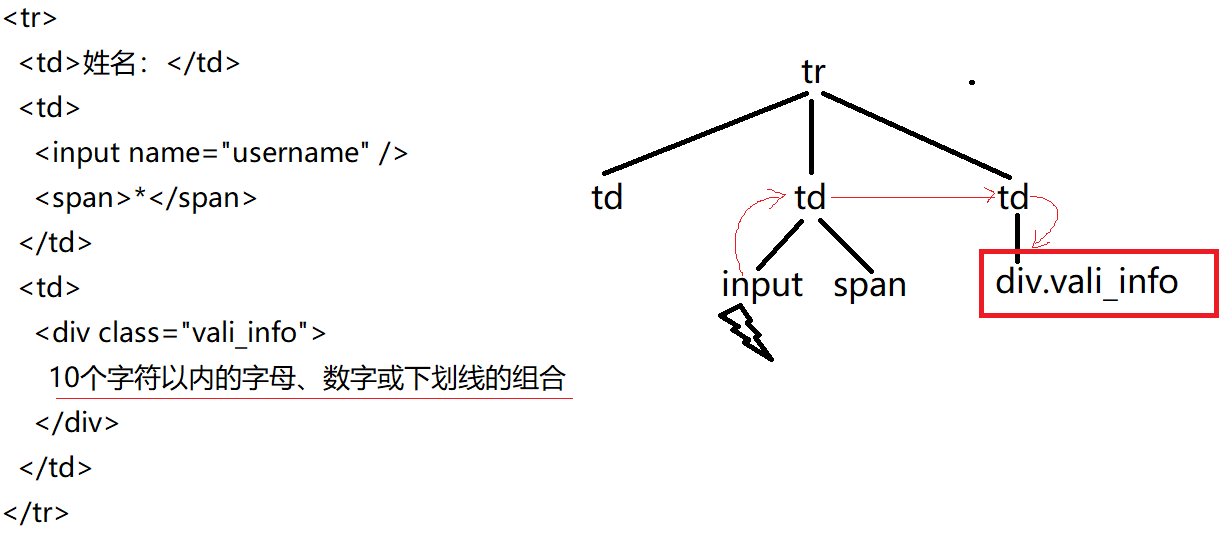 <tr>
<td>姓名：</td>
<td>
<input name="username" />
<span>*</span>
</td>
<td>
<div class="vali_info">
10个字符以内的字母、数字或下划线的组合
</div>
</td>
</tr>
tr
td td td
input span div.vali_info